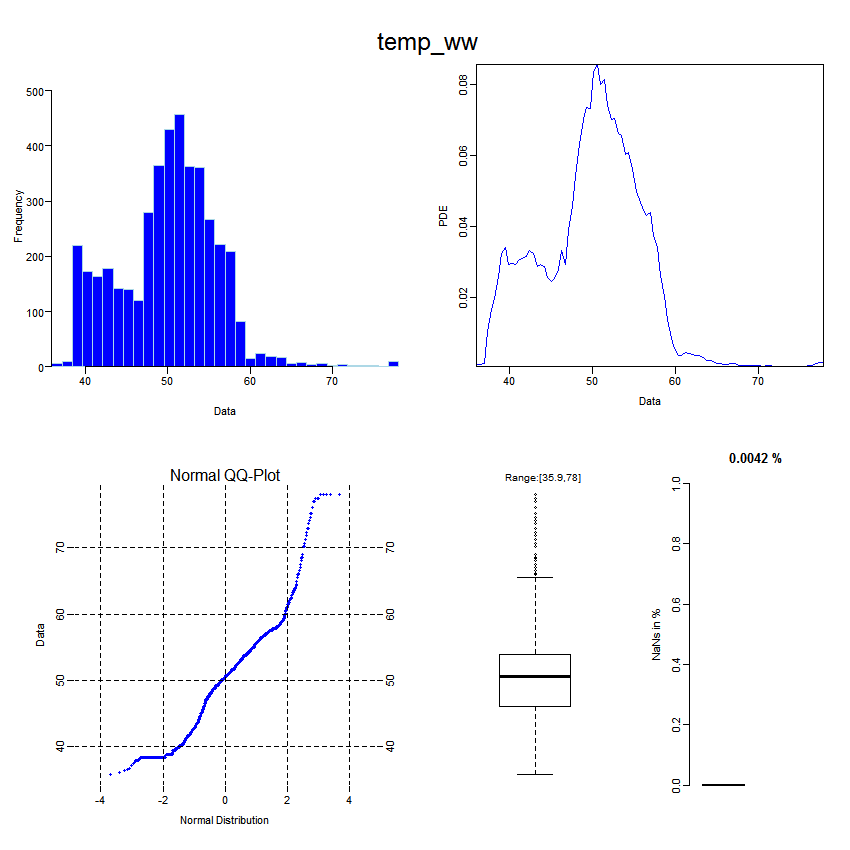 temp_ww
500
400
300
200
100
0
Frequency
40 50 60 70
Data
0.08
0.06
0.04
0.02
PDE
40 50 60 70
Data
Normal QQ-Plot
70 70
60 60
50 50
40 40
Data
-4 -2 0 2 4
Normal Distribution
Range:[35.9,78]
0.0042 %
1.0
0.8
0.6
0.4
0.2
0.0
NaNs in %